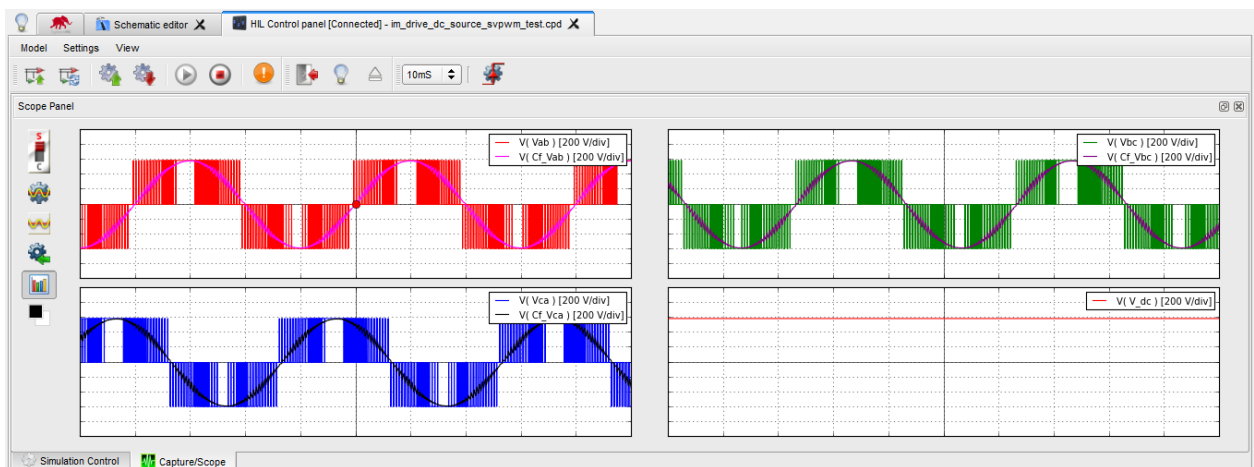 Schematic editor X
HIL Control panel [Connected] - im_drive_dc_source_svpwm_test.cpd X
Model Settings View
10mS
Scope Panel
S
C
V( Vab ) [200 V/div]
V( Cf_Vab ) [200 V/div]
V( Vbc ) [200 V/div]
V( Cf_Vbc ) [200 V/div]
V( Vca ) [200 V/div]
V( Cf_Vca ) [200 V/div]
V( V_dc ) [200 V/div]
Simulation Control
Capture/Scope